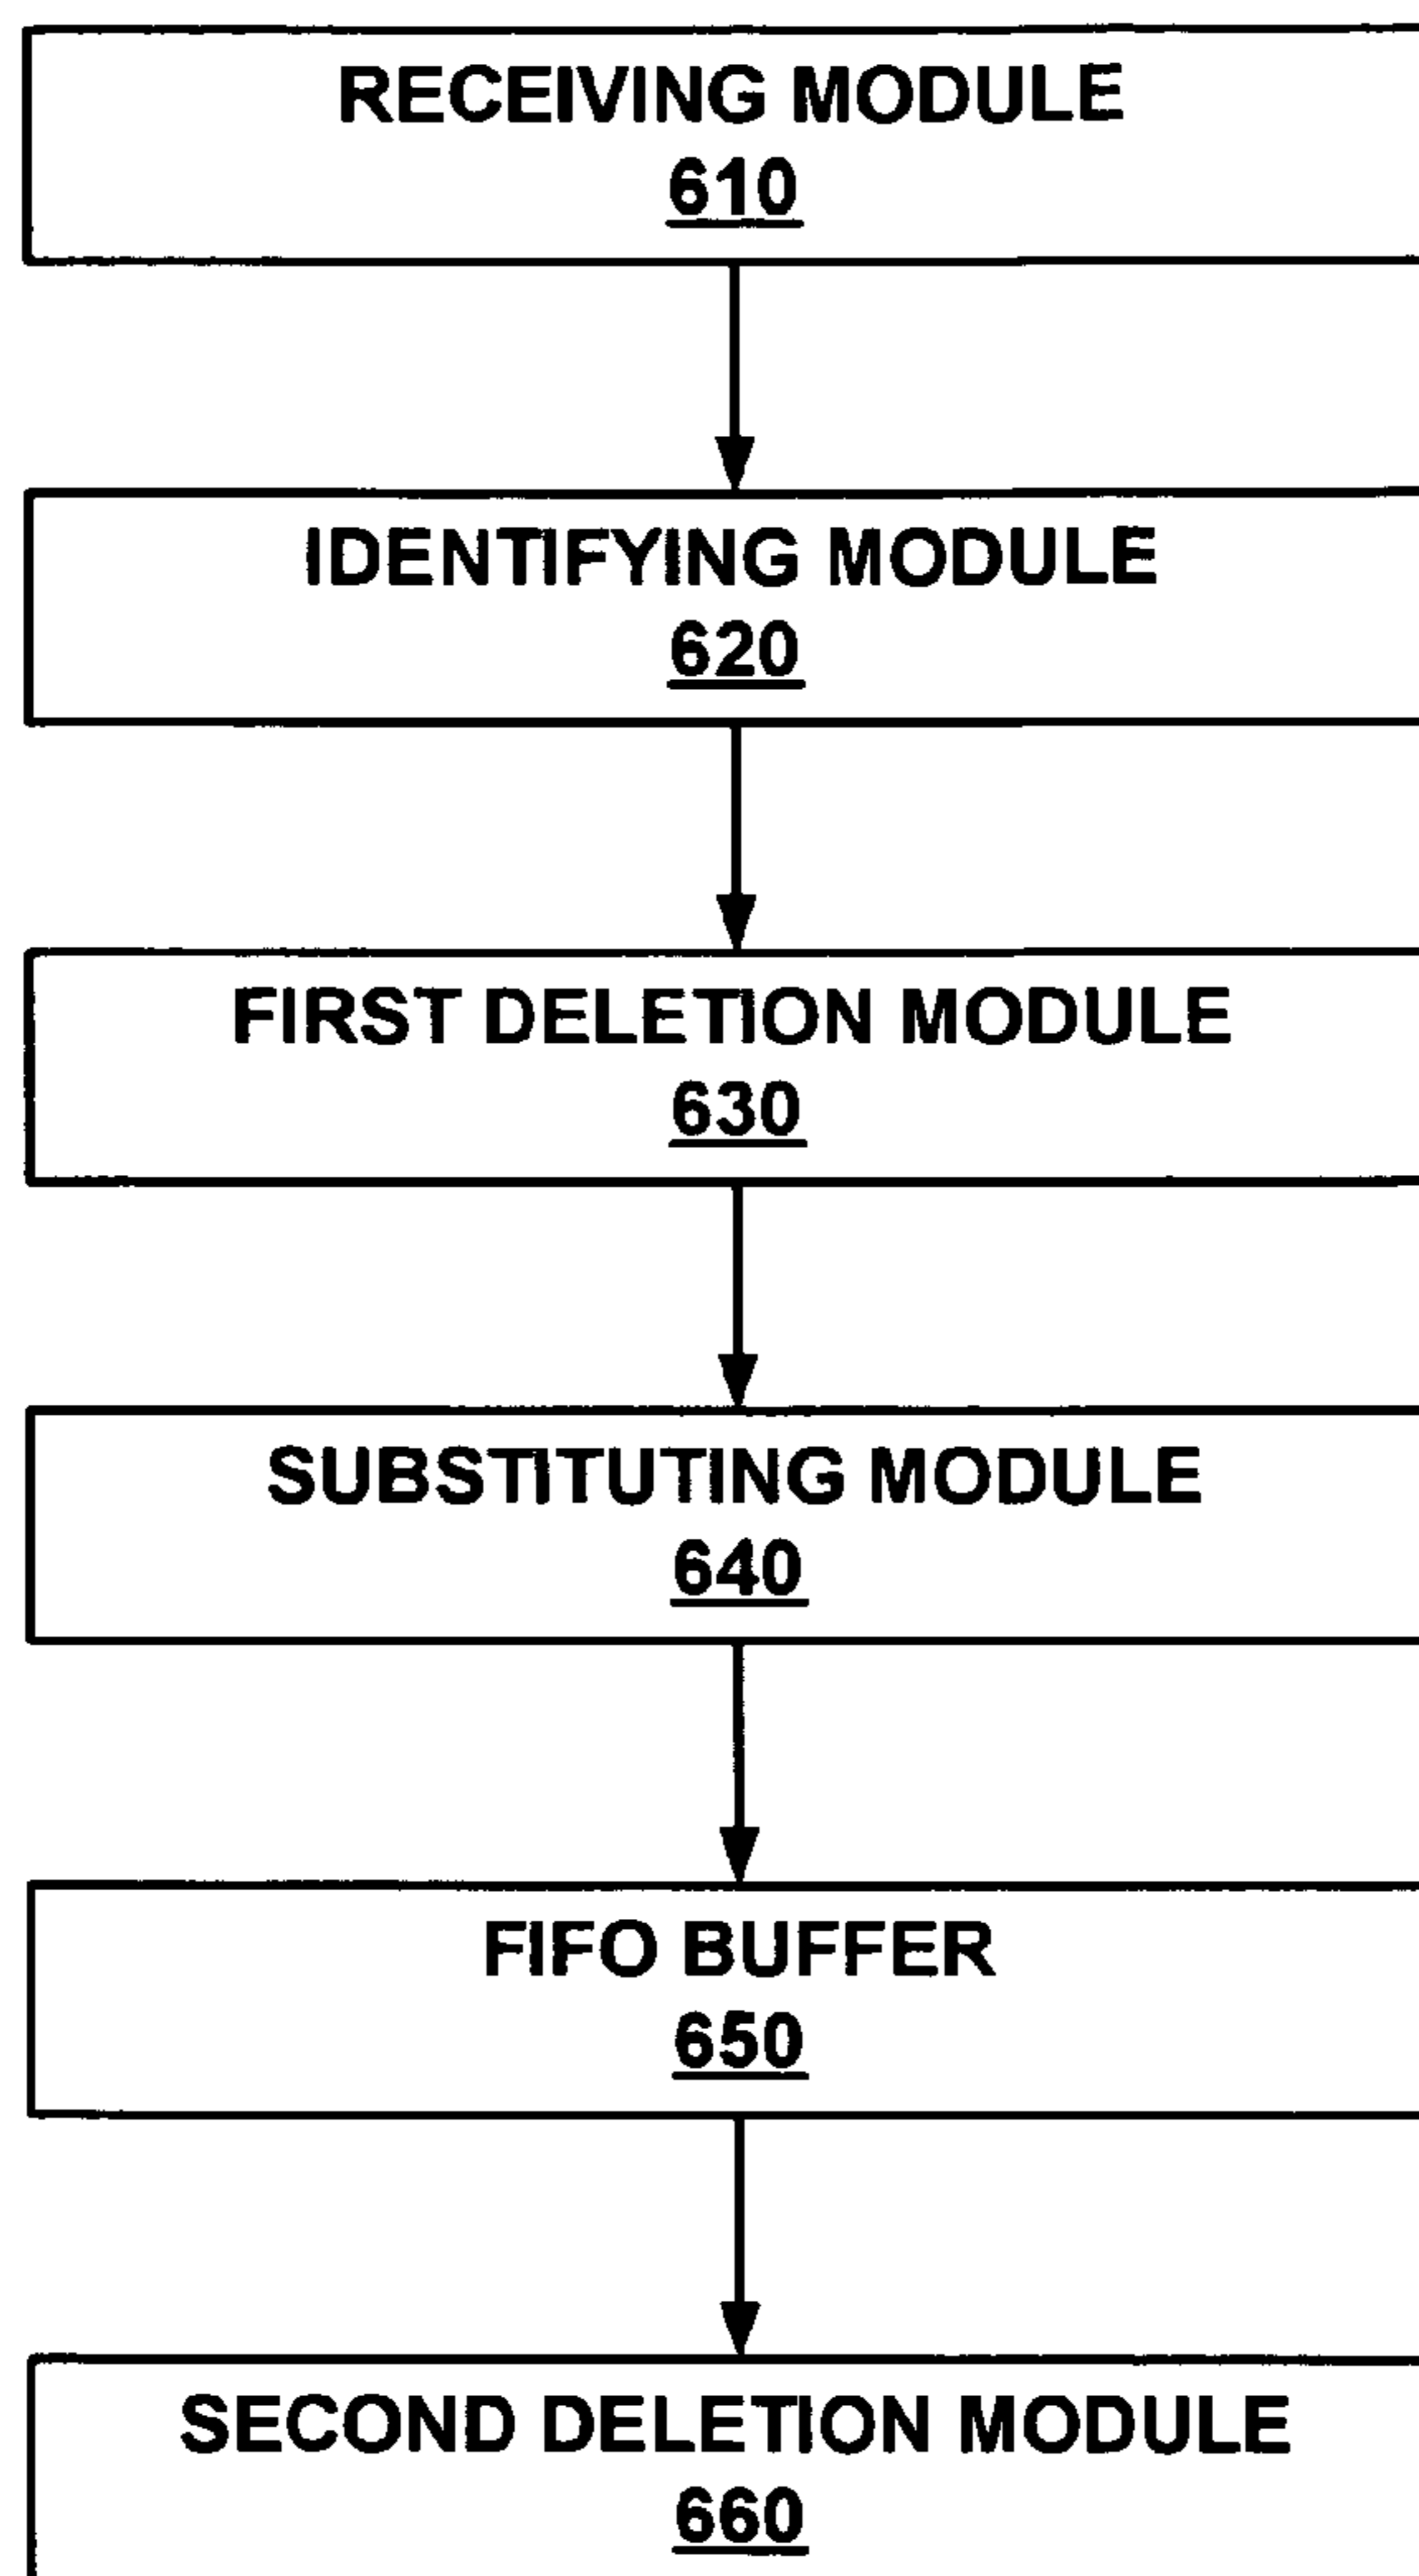 RECEIVING MODULE
610
IDENTIFYING MODULE
620
FIRST DELETION MODULE
630
SUBSTITUTING MODULE
640
FIFO BUFFER
650
SECOND DELETION MODULE
660